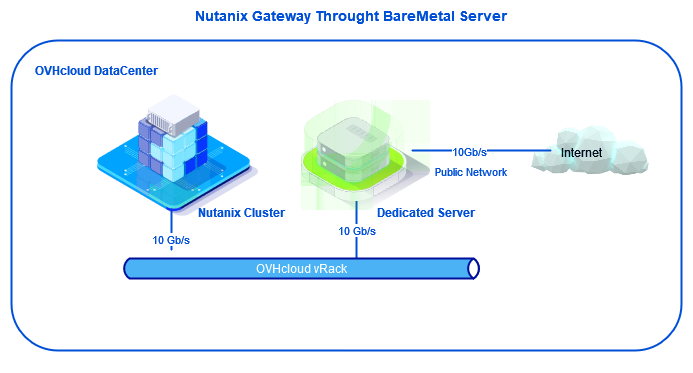 Nutanix Gateway Throught BareMetal Server
OVHcloud DataCenter
10Gb/s
Internet
Public Network
Nutanix Cluster
Dedicated Server
10 Gb/s
10 Gb/s
OVHcloud vRack